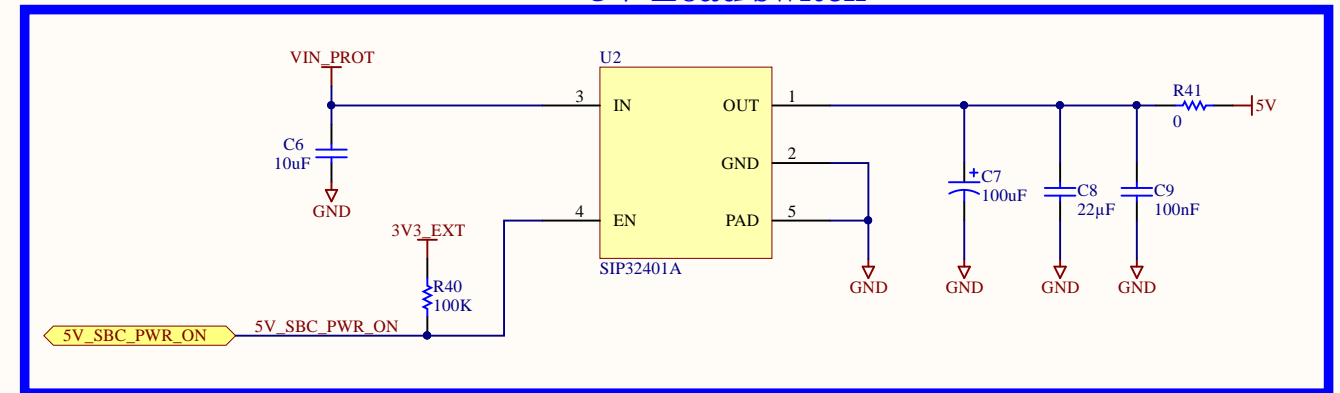 VIN_PROT
U2
3 IN OUT 1
R41
0
5V
C6
10uF
GND
GND 2
C7
100uF
C8
22µF
C9
100nF
3V3_EXT
4 EN PAD 5
SIP32401A
GND
GND
GND
GND
R40
100K
5V_SBC_PWR_ON
5V_SBC_PWR_ON